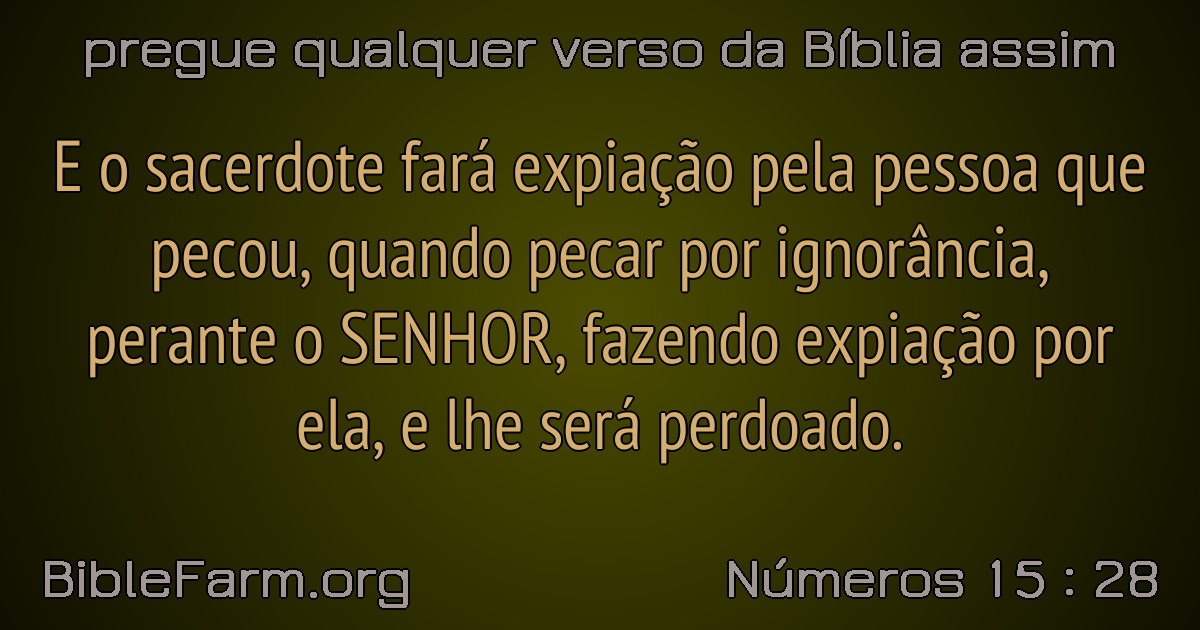 pregue qualquer verso da Bíblia assim
E o sacerdote fará expiação pela pessoa que
pecou, quando pecar por ignorância,
perante o SENHOR, fazendo expiação por
ela, e lhe será perdoado.
BibleFarm.org
Números 15 : 28